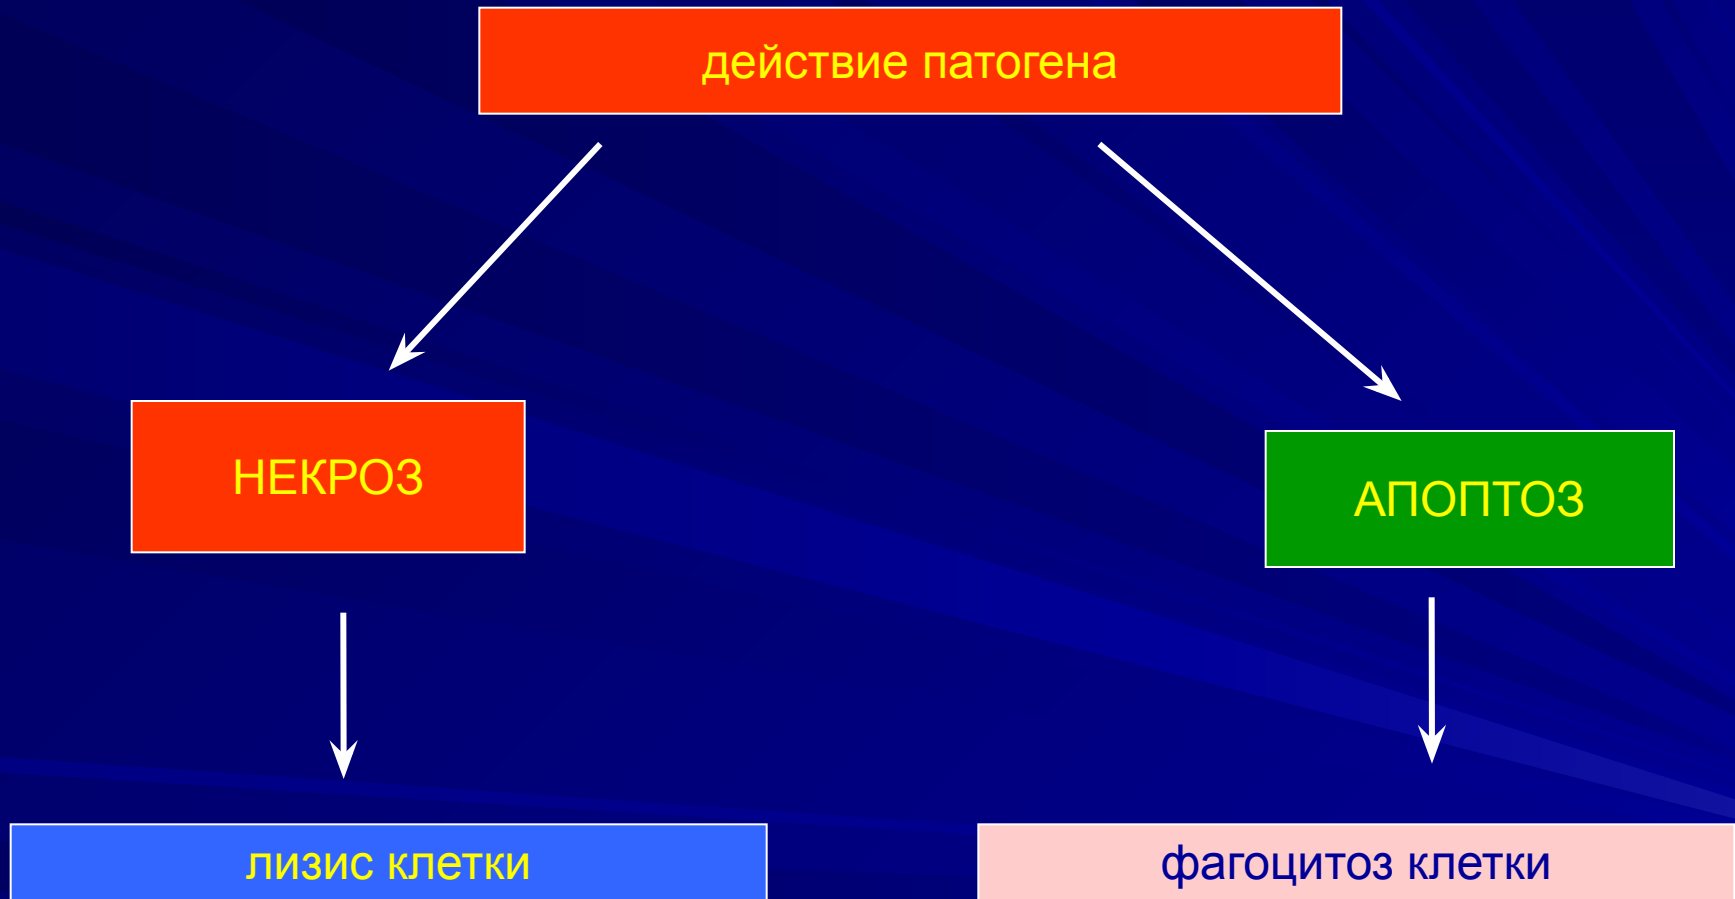 действие патогена
НЕКРОЗ
АПОПТОЗ
лизис клетки
фагоцитоз клетки